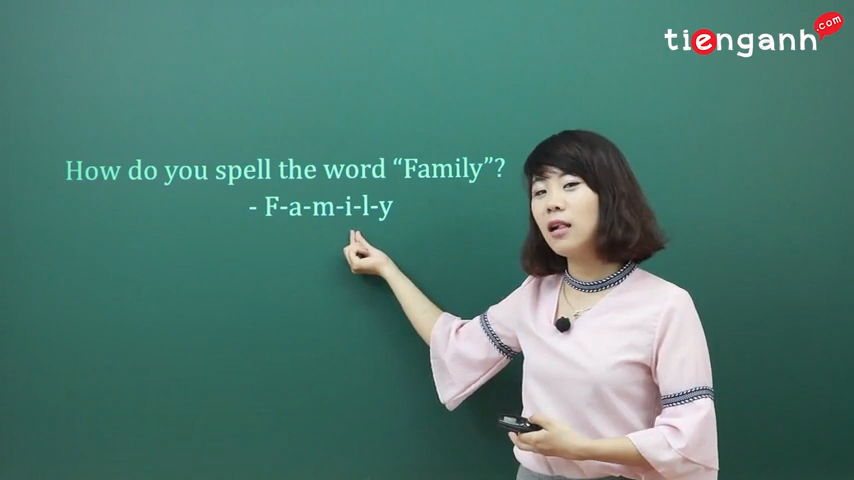 tienganh.com
How do you spell the word “Family”?
- F-a-m-i-l-y